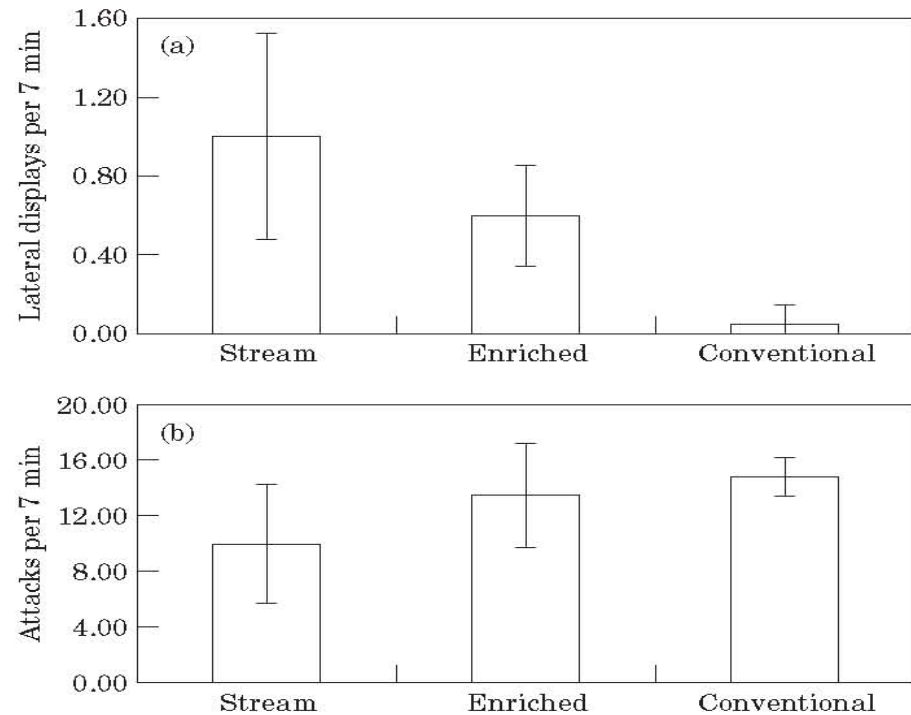 Lateral displays per 7 min
1.60
1.20
0.80
0.40
0.00
(a)
Stream Enriched Conventional
Attacks per 7 min
20.00
16.00
12.00
8.00
4.00
0.00
(b)
Stream Enriched Conventional